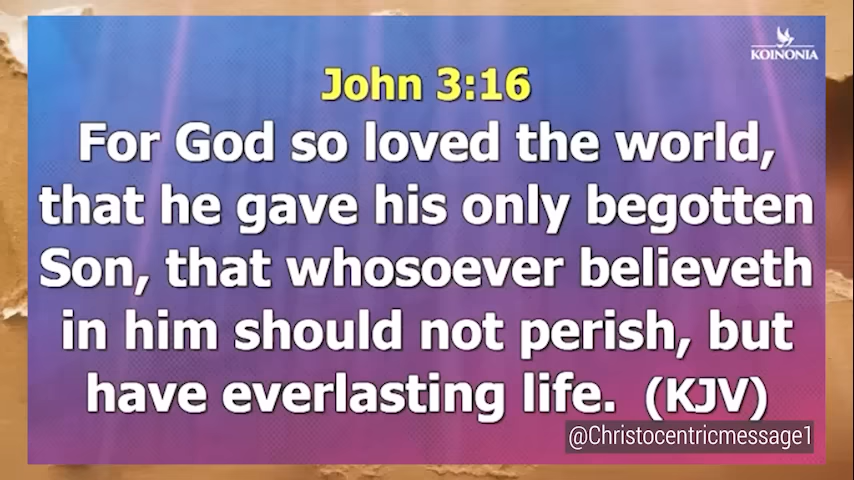 KOINONIA
John 3:16
For God so loved the world,
that he gave his only begotten
Son, that whosoever believeth
in him should not perish, but
have everlasting life. (KJV)
@Christocentricmessage1